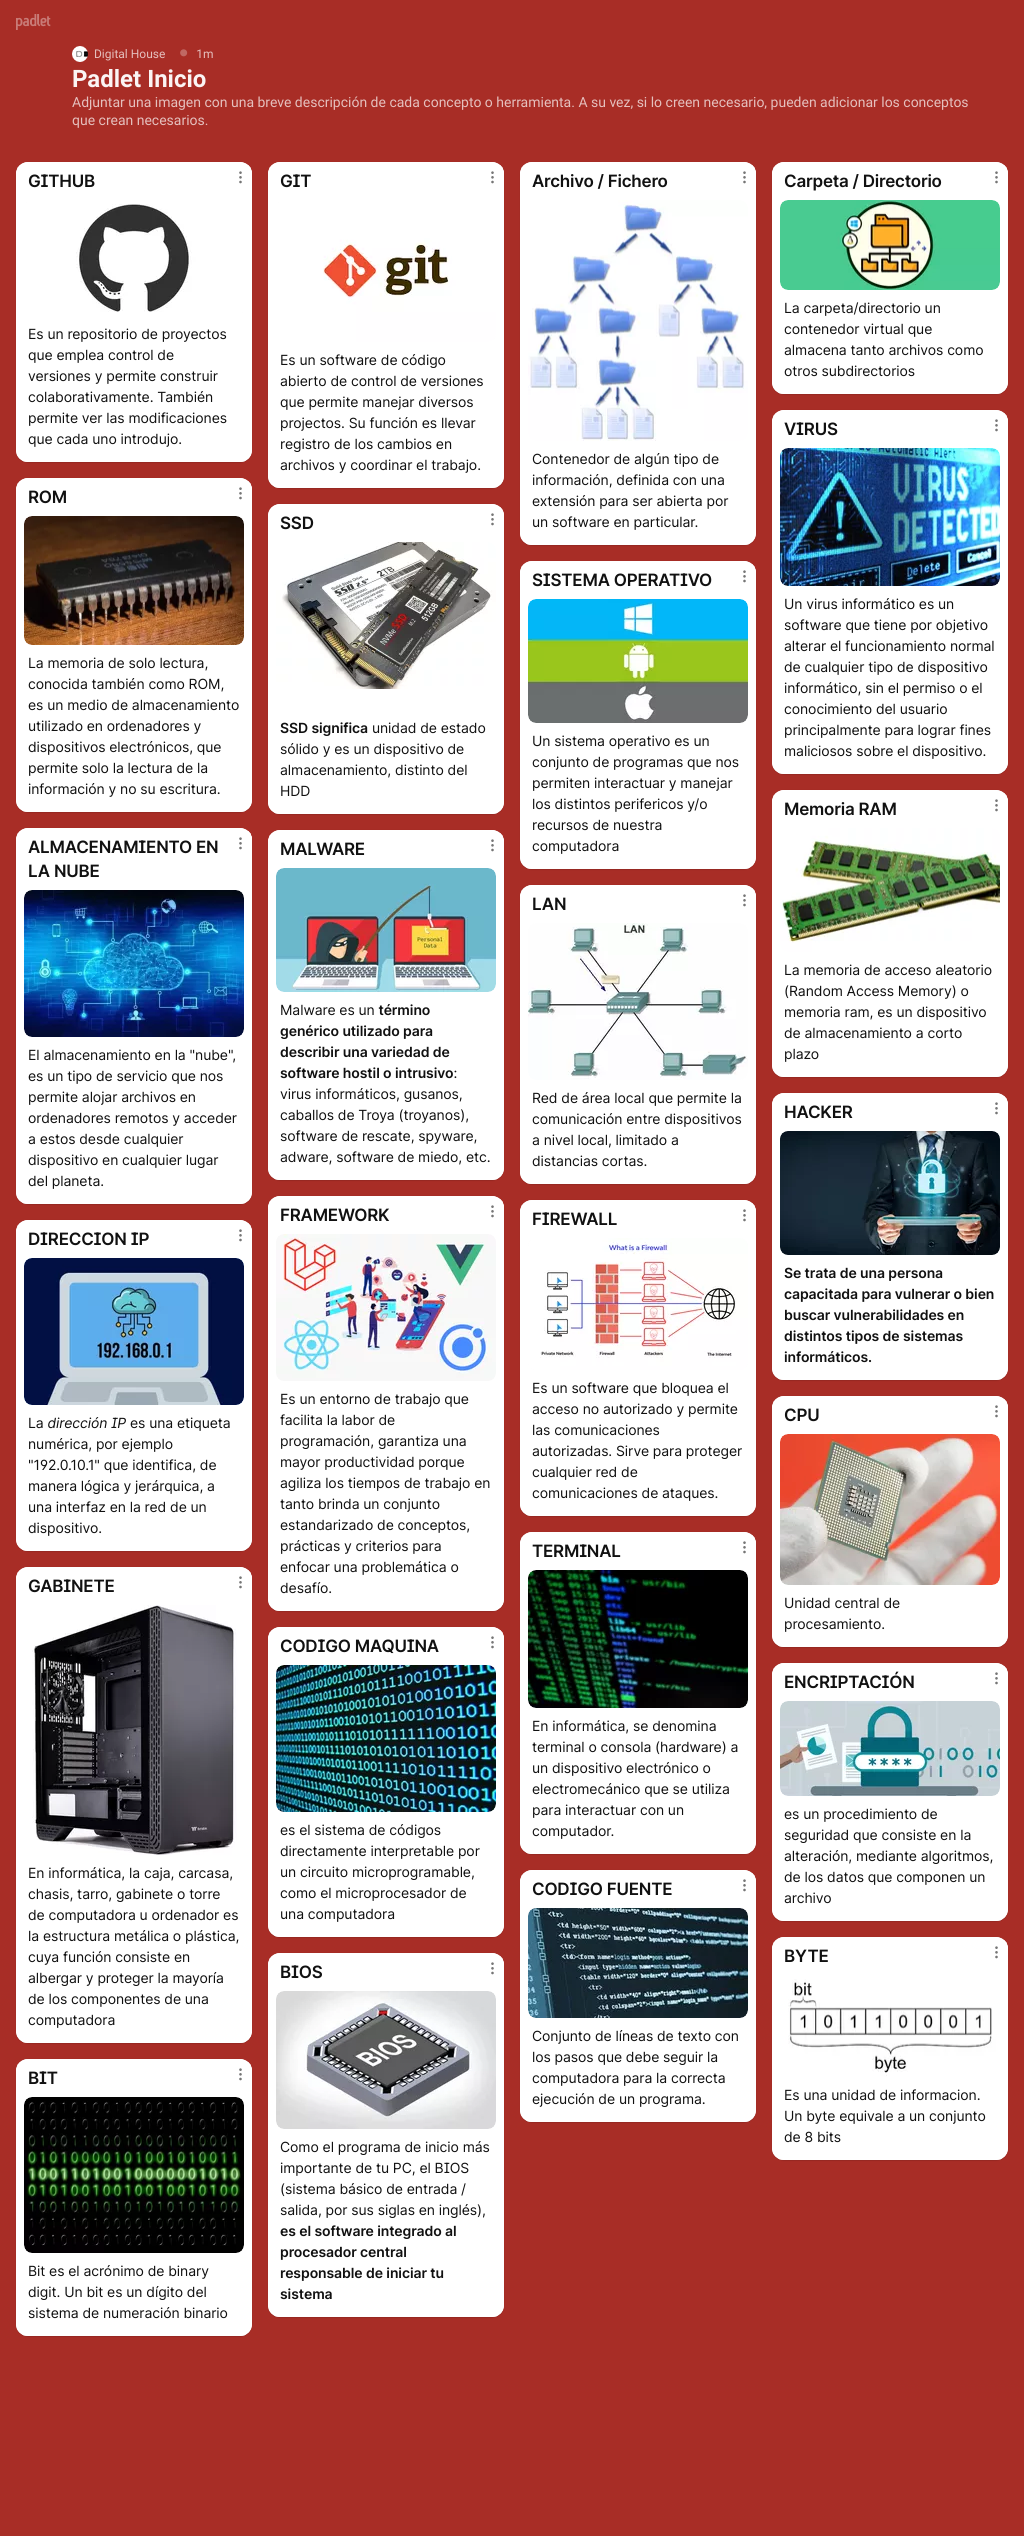 padlet
Digital House 1m
Padlet Inicio
Adjuntar una imagen con una breve descripción de cada concepto o herramienta. A su vez, si lo creen necesario, pueden adicionar los conceptos
que crean necesarios.
GITHUB
Es un repositorio de proyectos
que emplea control de
versiones y permite construir
colaborativamente. También
permite ver las modificaciones
que cada uno introdujo.
ROM
La memoria de solo lectura,
conocida también como ROM,
es un medio de almacenamiento
utilizado en ordenadores y
dispositivos electrónicos, que
permite solo la lectura de la
información y no su escritura.
ALMACENAMIENTO EN
LA NUBE
El almacenamiento en la "nube",
es un tipo de servicio que nos
permite alojar archivos en
ordenadores remotos y acceder
a estos desde cualquier
dispositivo en cualquier lugar
del planeta.
DIRECCION IP
192.168.0.1
La dirección IP es una etiqueta
numérica, por ejemplo
"192.0.10.1" que identifica, de
manera lógica y jerárquica, a
una interfaz en la red de un
dispositivo.
GABINETE
En informática, la caja, carcasa,
chasis, tarro, gabinete o torre
de computadora u ordenador es
la estructura metálica o plástica,
cuya función consiste en
albergar y proteger la mayoría
de los componentes de una
computadora
BIT
010100001010010100 11
1001101001000000 1010
Bit es el acrónimo de binary
digit. Un bit es un dígito del
sistema de numeración binario
GIT
git
Es un software de código
abierto de control de versiones
que permite manejar diversos
projectos. Su función es llevar
registro de los cambios en
archivos y coordinar el trabajo.
SSD
SSD 2.5"
2TB
NVMe SSD
M.2
512GB
SSD significa unidad de estado
sólido y es un dispositivo de
almacenamiento, distinto del
HDD
MALWARE
Personal
Data
Malware es un término
genérico utilizado para
describir una variedad de
software hostil o intrusivo:
virus informáticos, gusanos,
caballos de Troya (troyanos),
software de rescate, spyware,
adware, software de miedo, etc.
FRAMEWORK
Es un entorno de trabajo que
facilita la labor de
programación, garantiza una
mayor productividad porque
agiliza los tiempos de trabajo en
tanto brinda un conjunto
estandarizado de conceptos,
prácticas y criterios para
enfocar una problemática o
desafío.
CODIGO MAQUINA
es el sistema de códigos
directamente interpretable por
un circuito microprogramable,
como el microprocesador de
una computadora
BIOS
BIOS
Como el programa de inicio más
importante de tu PC, el BIOS
(sistema básico de entrada /
salida, por sus siglas en inglés),
es el software integrado al
procesador central
responsable de iniciar tu
sistema
Archivo / Fichero
Contenedor de algún tipo de
información, definida con una
extensión para ser abierta por
un software en particular.
SISTEMA OPERATIVO
Un sistema operativo es un
conjunto de programas que nos
permiten interactuar y manejar
los distintos perifericos y/o
recursos de nuestra
computadora
LAN
LAN
Red de área local que permite la
comunicación entre dispositivos
a nivel local, limitado a
distancias cortas.
FIREWALL
What is a Firewall
Private Network Firewall Attackers The Internet
Es un software que bloquea el
acceso no autorizado y permite
las comunicaciones
autorizadas. Sirve para proteger
cualquier red de
comunicaciones de ataques.
TERMINAL
bin -> usr/bin
lib -> usr/lib
lib64 -> usr/lib
private -> /home/encrypted
En informática, se denomina
terminal o consola (hardware) a
un dispositivo electrónico o
electromecánico que se utiliza
para interactuar con un
computador.
CODIGO FUENTE
Conjunto de líneas de texto con
los pasos que debe seguir la
computadora para la correcta
ejecución de un programa.
Carpeta / Directorio
La carpeta/directorio un
contenedor virtual que
almacena tanto archivos como
otros subdirectorios
VIRUS
Automatic Alert
VIRUS
DETECTED
Delete Cancel
Un virus informático es un
software que tiene por objetivo
alterar el funcionamiento normal
de cualquier tipo de dispositivo
informático, sin el permiso o el
conocimiento del usuario
principalmente para lograr fines
maliciosos sobre el dispositivo.
Memoria RAM
La memoria de acceso aleatorio
(Random Access Memory) o
memoria ram, es un dispositivo
de almacenamiento a corto
plazo
HACKER
Se trata de una persona
capacitada para vulnerar o bien
buscar vulnerabilidades en
distintos tipos de sistemas
informáticos.
CPU
Unidad central de
procesamiento.
ENCRIPTACIÓN
****
es un procedimiento de
seguridad que consiste en la
alteración, mediante algoritmos,
de los datos que componen un
archivo
BYTE
bit
1 0 1 1 0 0 0 1
byte
Es una unidad de informacion.
Un byte equivale a un conjunto
de 8 bits